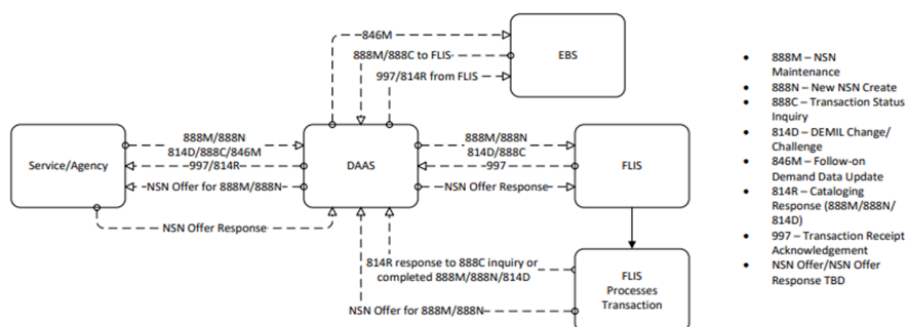 846M
888M/888C to FLIS
997/814R from FLIS
EBS
Service/Agency
888M/888N
814D/888C/846M
997/814R
NSN Offer for 888M/888N
NSN Offer Response
DAAS
888M/888N
814D/888C
997
NSN Offer Response
FLIS
814R response to 888C inquiry or
completed 888M/888N/814D
NSN Offer for 888M/888N
FLIS
Processes
Transaction
• 888M – NSN
Maintenance
• 888N – New NSN Create
• 888C – Transaction Status
Inquiry
• 814D – DEMIL Change/
Challenge
• 846M – Follow-on
Demand Data Update
• 814R – Cataloging
Response (888M/888N/
814D)
• 997 – Transaction Receipt
Acknowledgement
• NSN Offer/NSN Offer
Response TBD